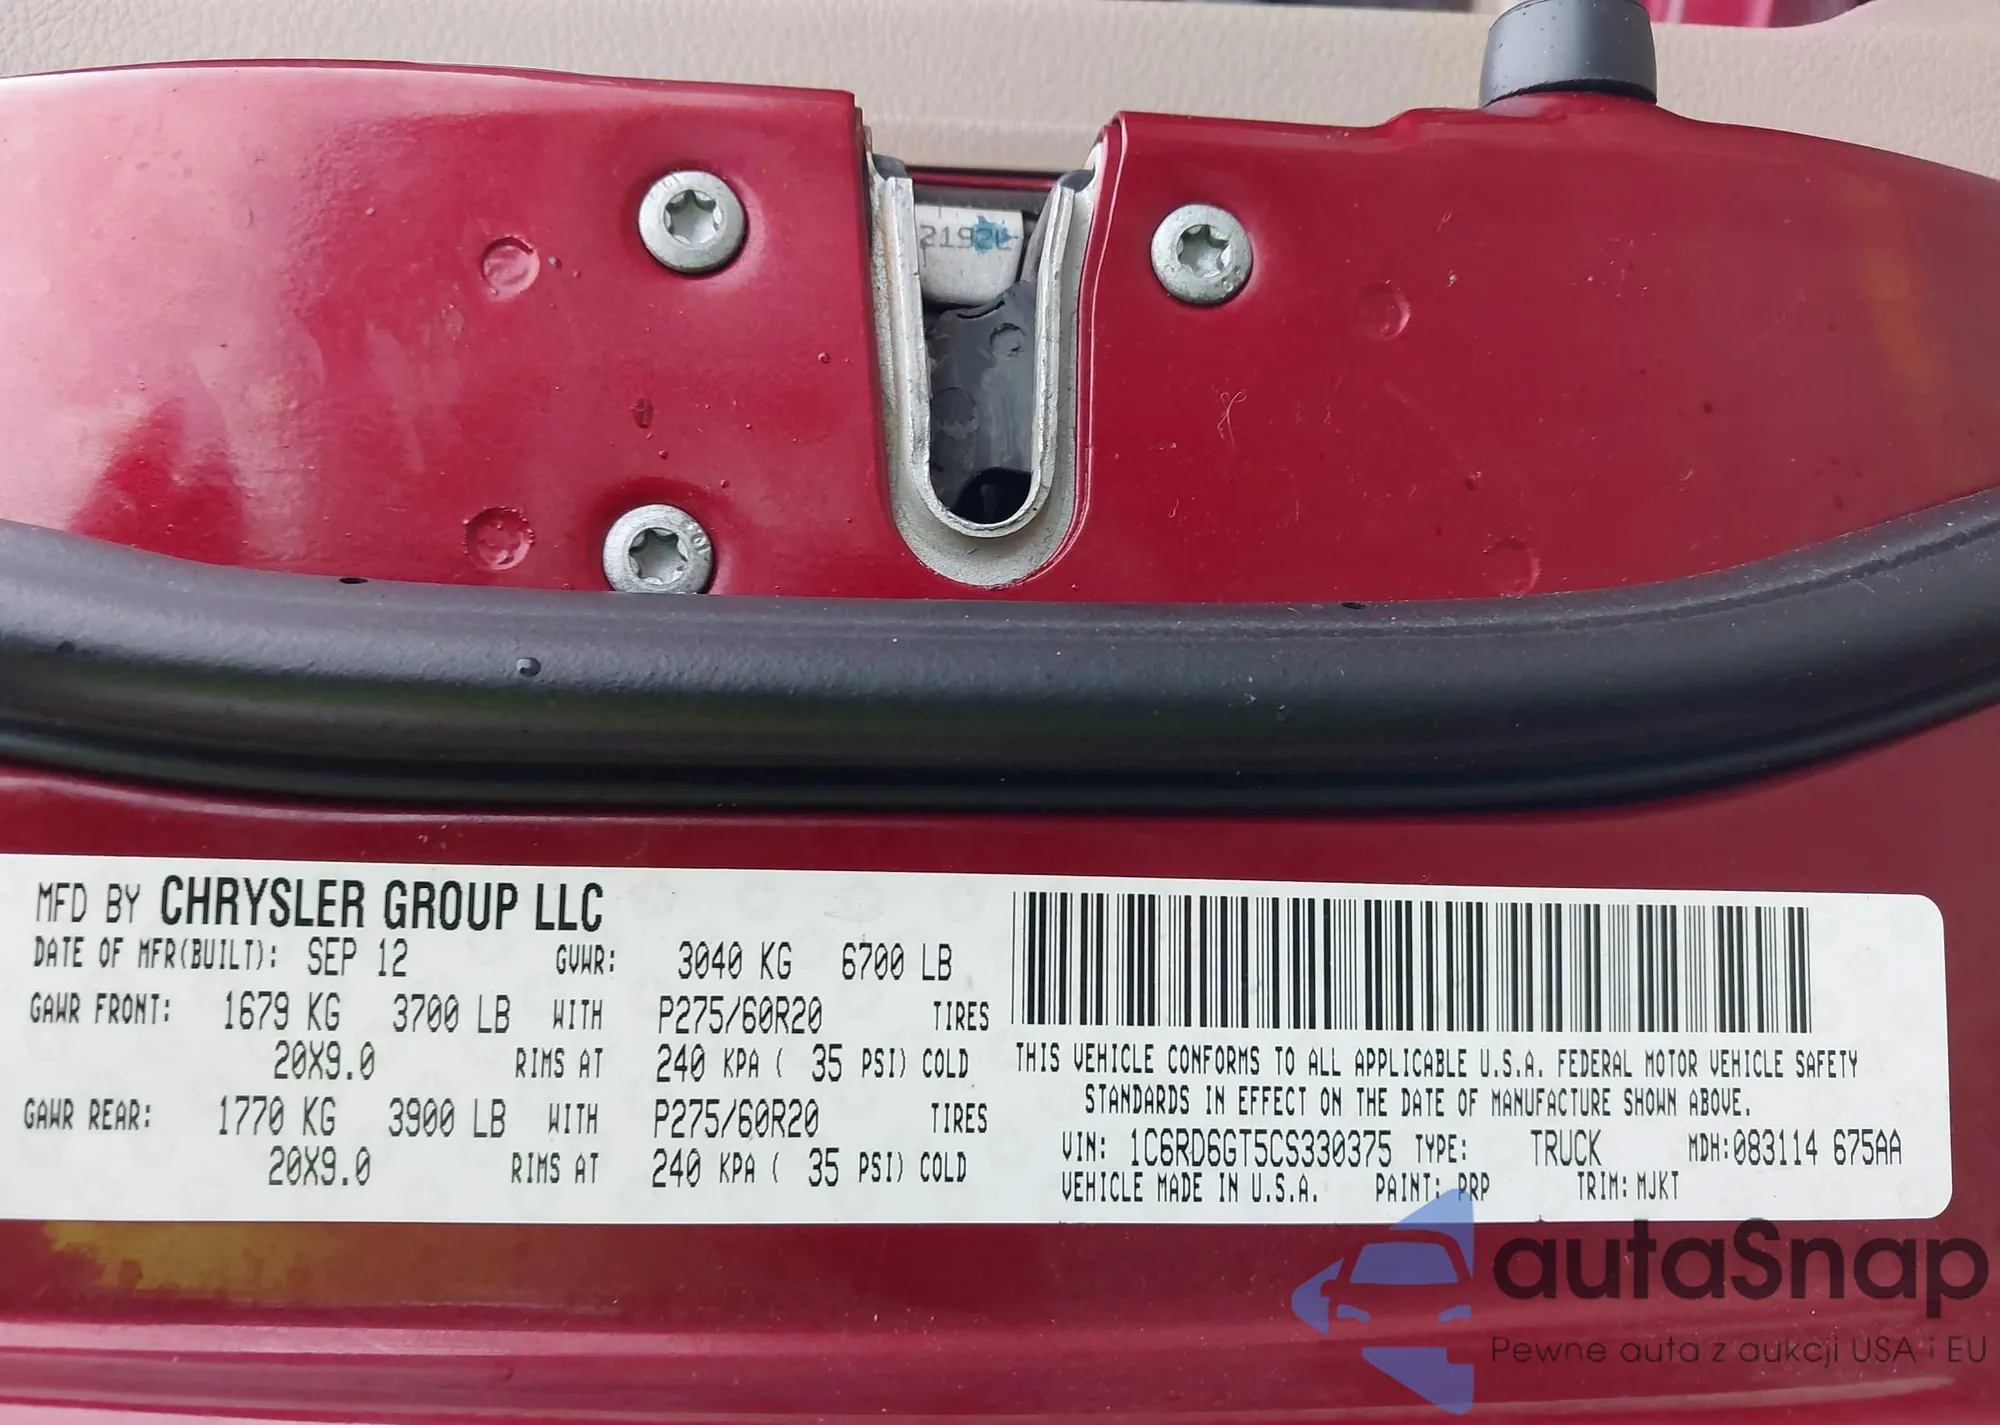 2192
MFD BY CHRYSLER GROUP LLC
DATE OF MFR(BUILT): SEP 12 GVWR: 3040 KG 6700 LB
GAWR FRONT: 1679 KG 3700 LB WITH P275/60R20 TIRES
20X9.0 RIMS AT 240 KPA ( 35 PSI) COLD
GAWR REAR: 1770 KG 3900 LB WITH P275/60R20 TIRES
20X9.0 RIMS AT 240 KPA ( 35 PSI) COLD
THIS VEHICLE CONFORMS TO ALL APPLICABLE U.S.A. FEDERAL MOTOR VEHICLE SAFETY
STANDARDS IN EFFECT ON THE DATE OF MANUFACTURE SHOWN ABOVE.
VIN: 1C6RD6GT5CS330375 TYPE: TRUCK MDH:083114 675AA
VEHICLE MADE IN U.S.A. PAINT: PRP TRIM: MJKT
autaSnap
Pewne auta z aukcji USA i EU